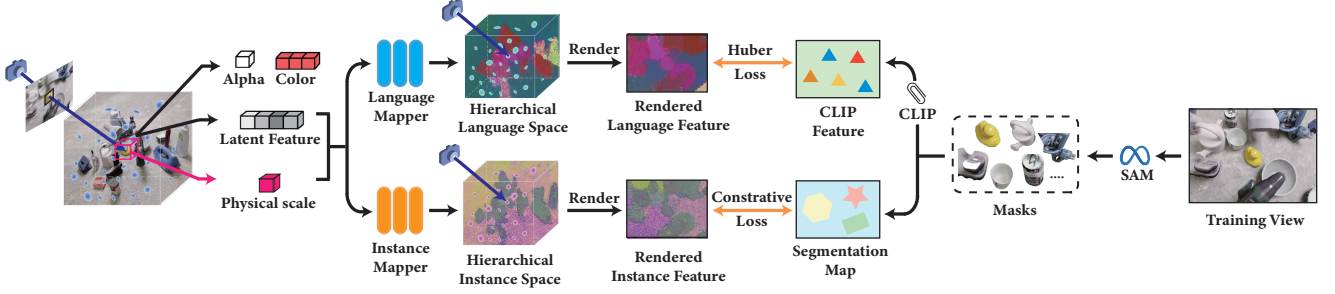 Alpha
Color
Latent Feature
Physical scale
Language
Mapper
Instance
Mapper
Hierarchical
Language Space
Hierarchical
Instance Space
Render
Render
Rendered
Language Feature
Rendered
Instance Feature
Huber
Loss
Constrative
Loss
CLIP
Feature
Segmentation
Map
CLIP
....
Masks
SAM
Training View